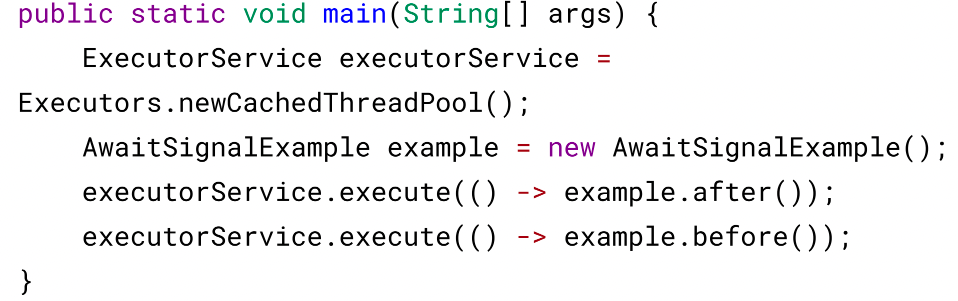 public static void main(String[] args) {
    ExecutorService executorService =
Executors.newCachedThreadPool();
    AwaitSignalExample example = new AwaitSignalExample();
    executorService.execute(() -> example.after());
    executorService.execute(() -> example.before());
}